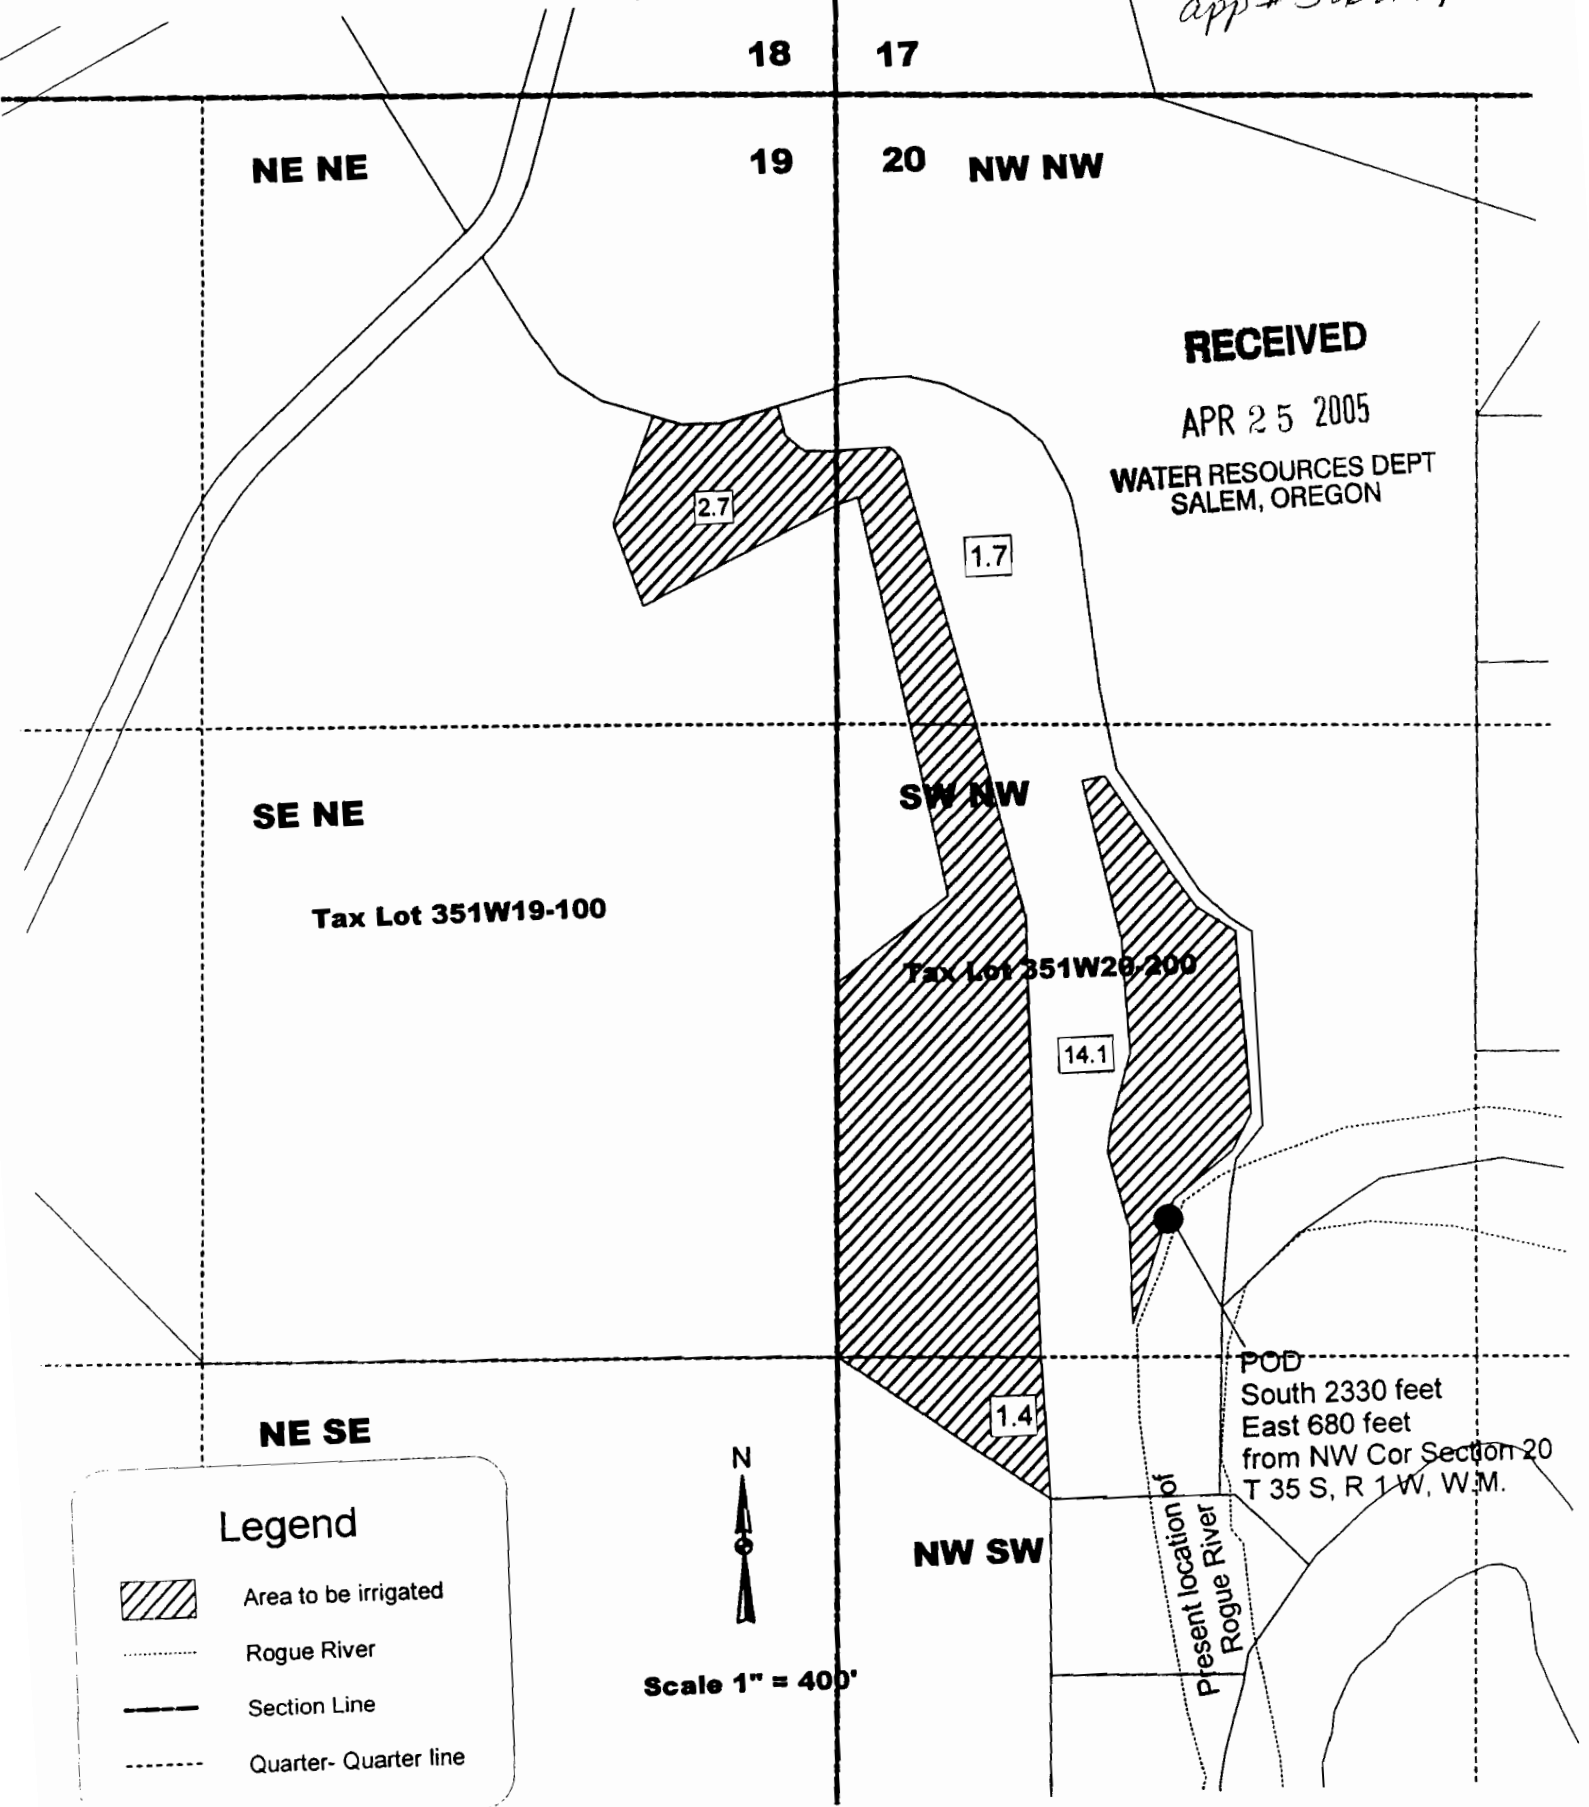 app #
18 17
NE NE
19 20 NW NW
RECEIVED
APR 25 2005
WATER RESOURCES DEPT
SALEM, OREGON
2.7
1.7
SE NE
SW NW
Tax Lot 351W19-100
Tax Lot 351W20-200
14.1
POD
South 2330 feet
East 680 feet
from NW Cor Section 20
T 35 S, R 1 W, W.M.
1.4
NE SE
N
NW SW
Present location of
Rogue River
Scale 1" = 400'
Legend
Area to be irrigated
Rogue River
Section Line
Quarter- Quarter line